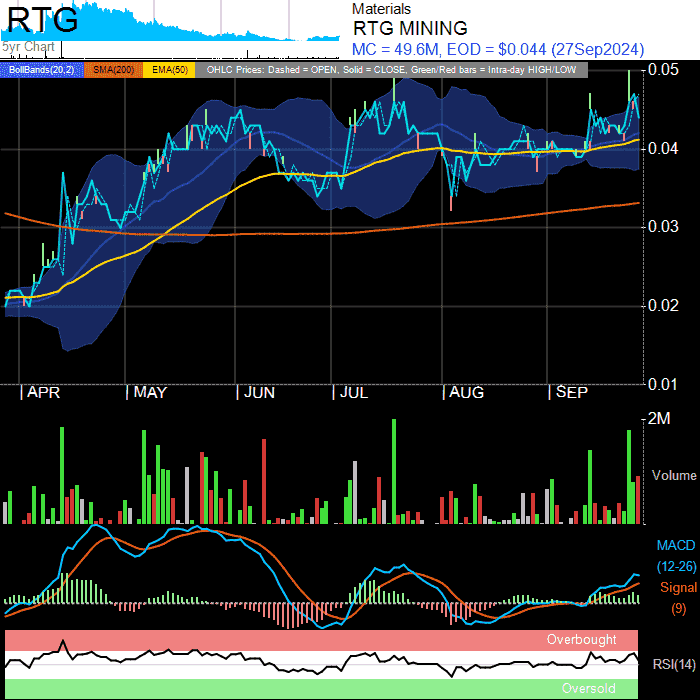 RTG
5yr Chart
Materials
RTG MINING
MC = 49.6M, EOD = $0.044 (27Sep2024)
BollBands(20,2) SMA(200) EMA(50) OHLC Prices: Dashed = OPEN, Solid = CLOSE, Green/Red bars = Intra-day HIGH/LOW
0.05
0.04
0.03
0.02
0.01
APR MAY JUN JUL AUG SEP
2M
Volume
MACD
(12-26)
Signal
(9)
Overbought
RSI(14)
Oversold